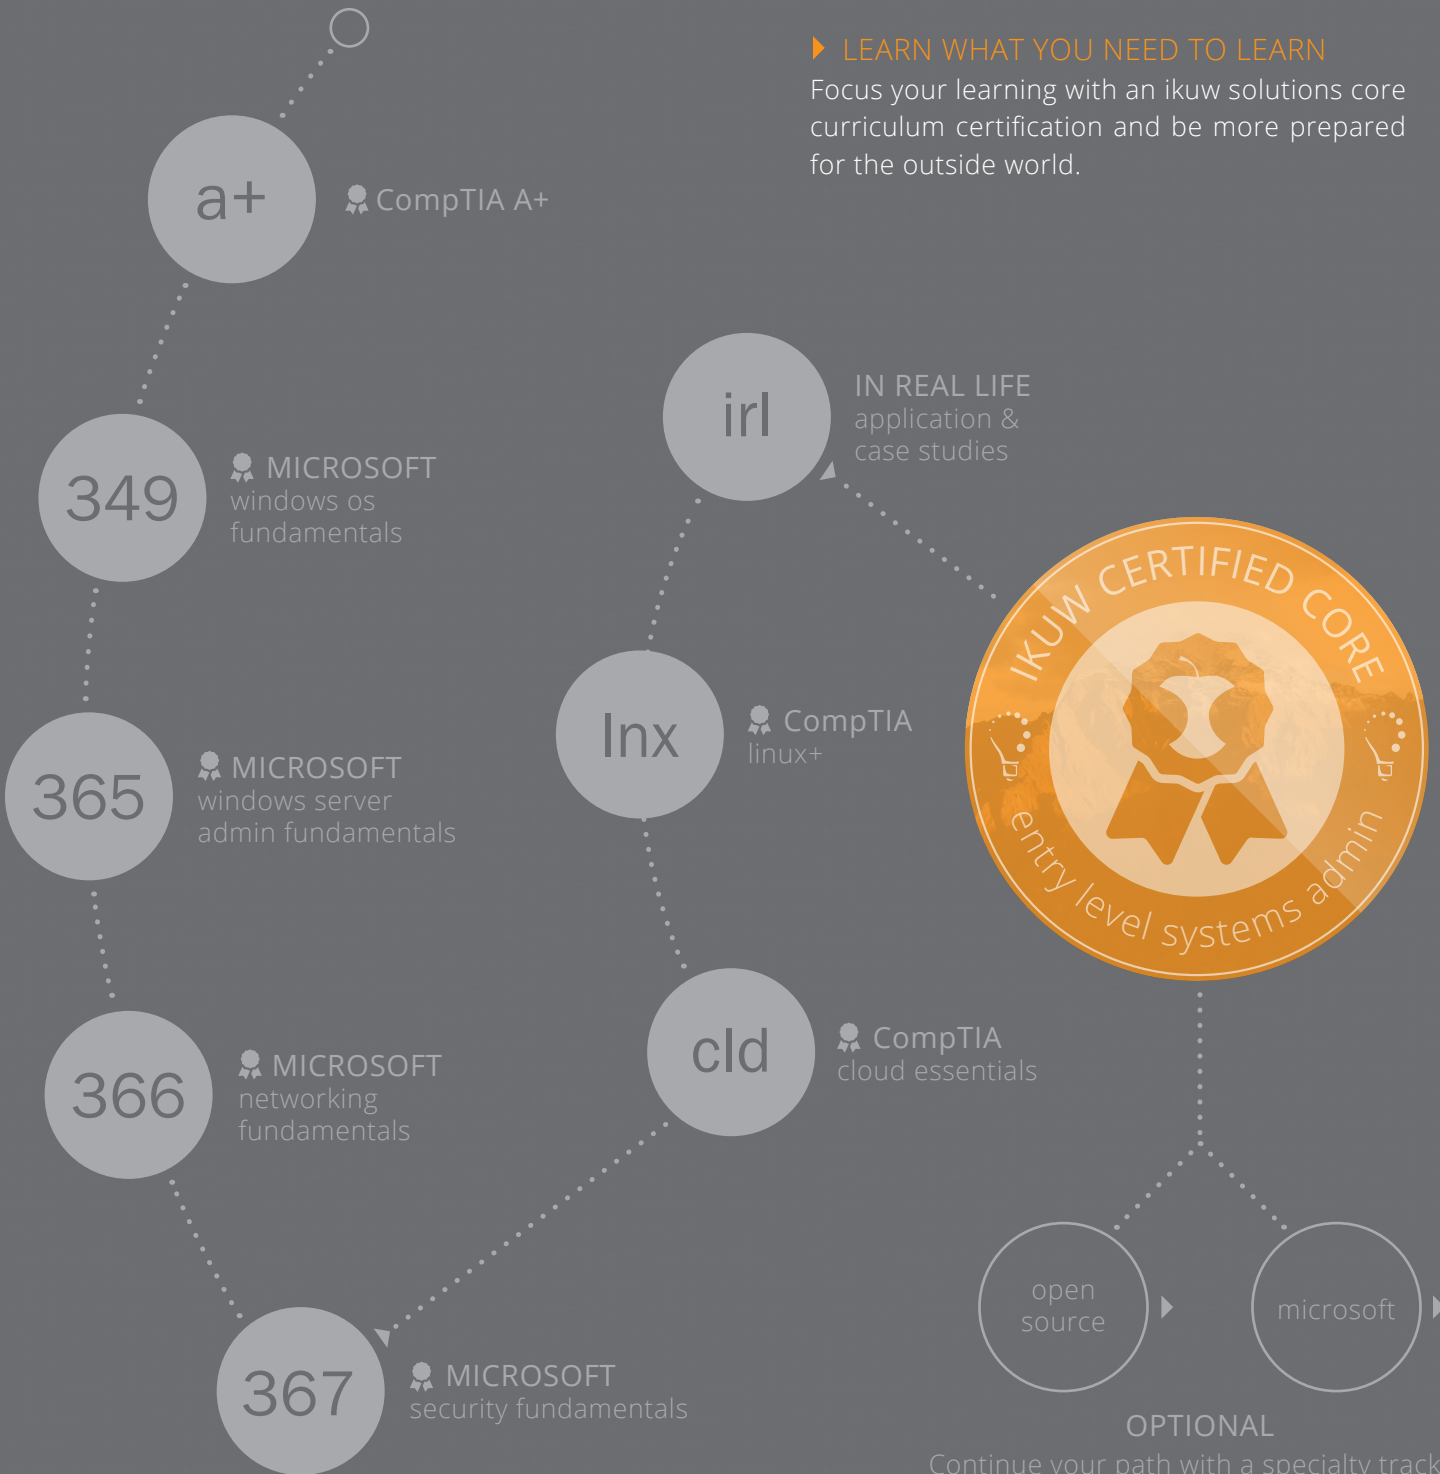 LEARN WHAT YOU NEED TO LEARN
Focus your learning with an ikuw solutions core
curriculum certification and be more prepared
for the outside world.
a+
CompTIA A+
349
MICROSOFT
windows os
fundamentals
365
MICROSOFT
windows server
admin fundamentals
366
MICROSOFT
networking
fundamentals
367
MICROSOFT
security fundamentals
cld
CompTIA
cloud essentials
lnx
CompTIA
linux+
irl
IN REAL LIFE
application &
case studies
IKUW CERTIFIED CORE
entry level systems admin
open
source
microsoft
OPTIONAL
Continue your path with a specialty track